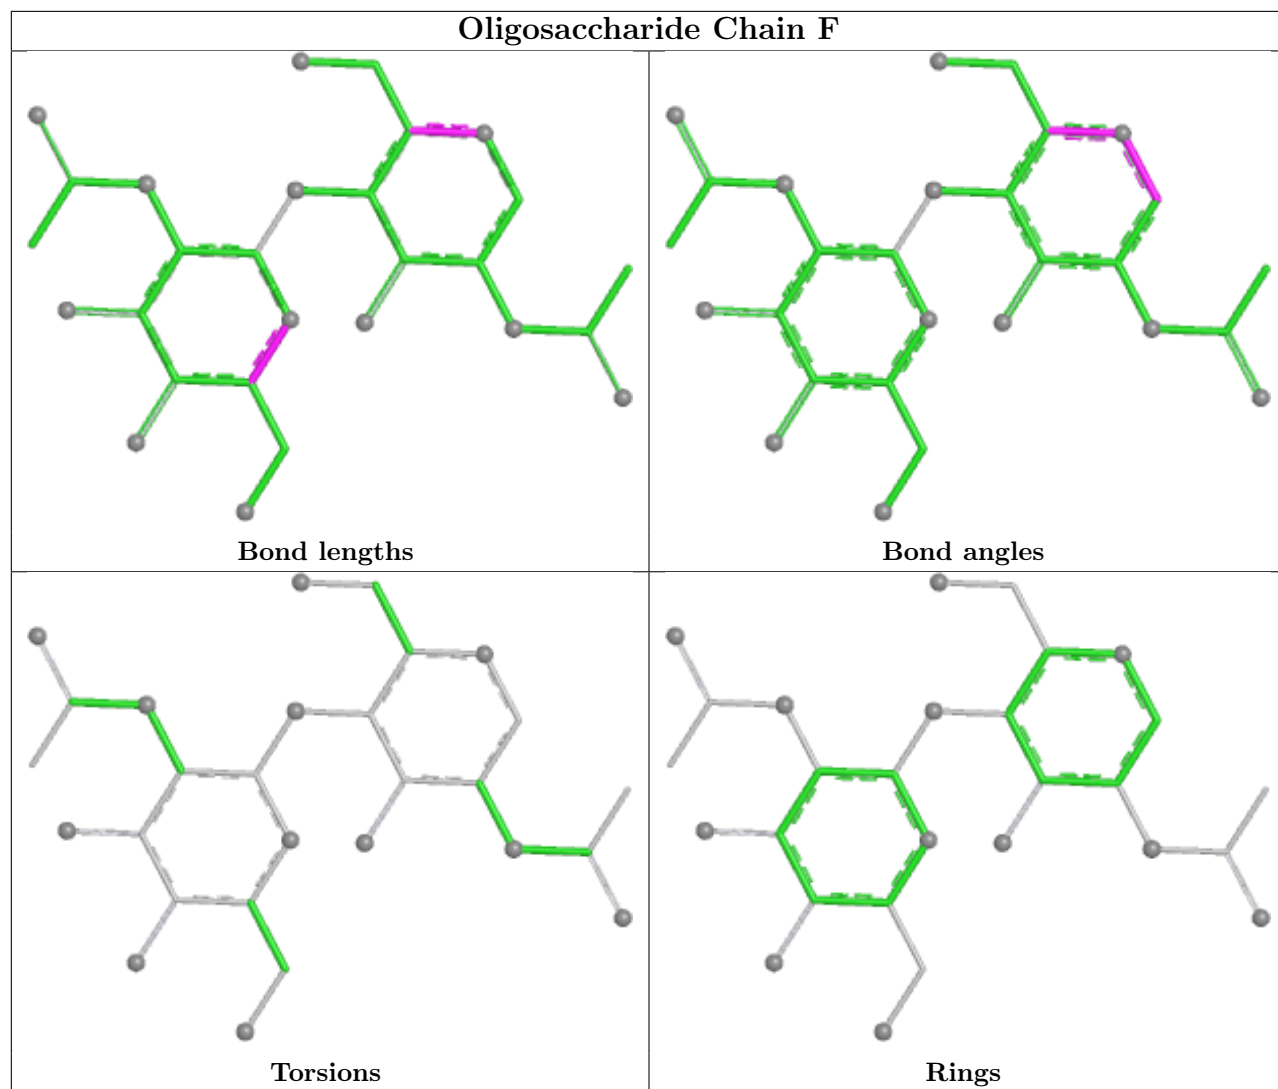 Oligosaccharide Chain F
Bond lengths
Bond angles
Torsions
Rings